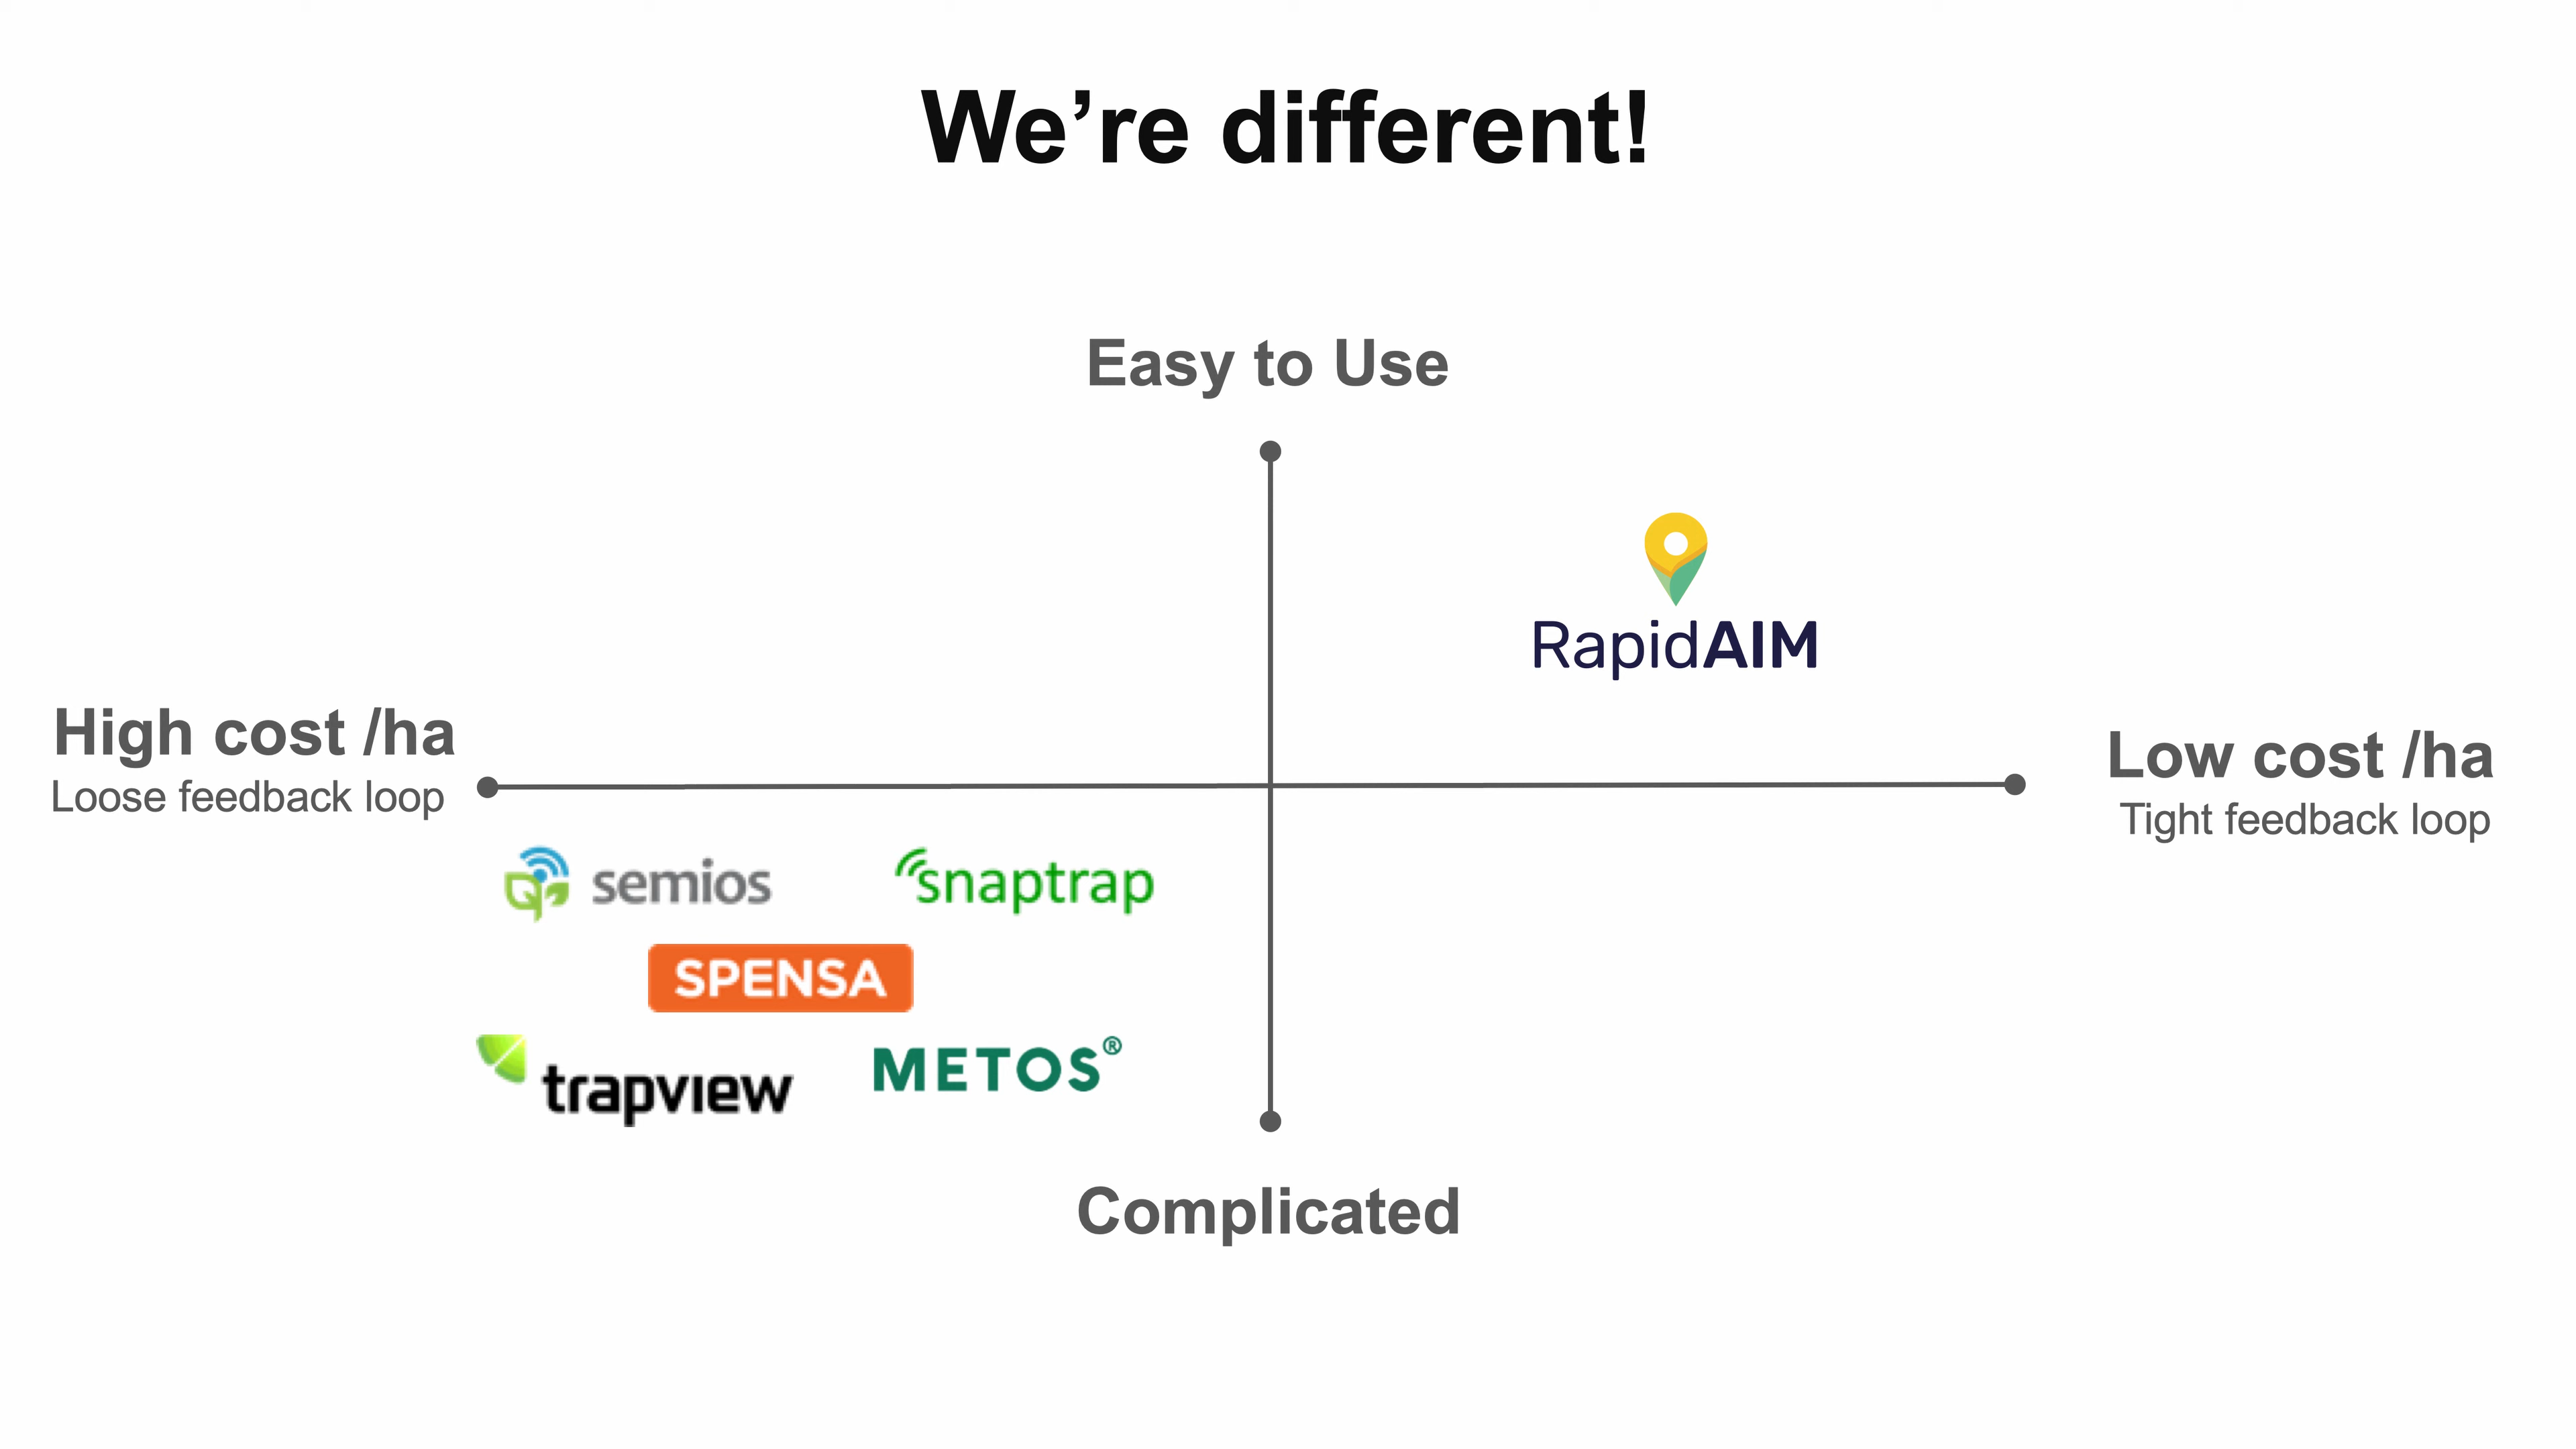 We’re different!
Easy to Use
RapidAIM
High cost /ha
Loose feedback loop
Low cost /ha
Tight feedback loop
semios
snaptrap
SPENSA
trapview
METOS®
Complicated